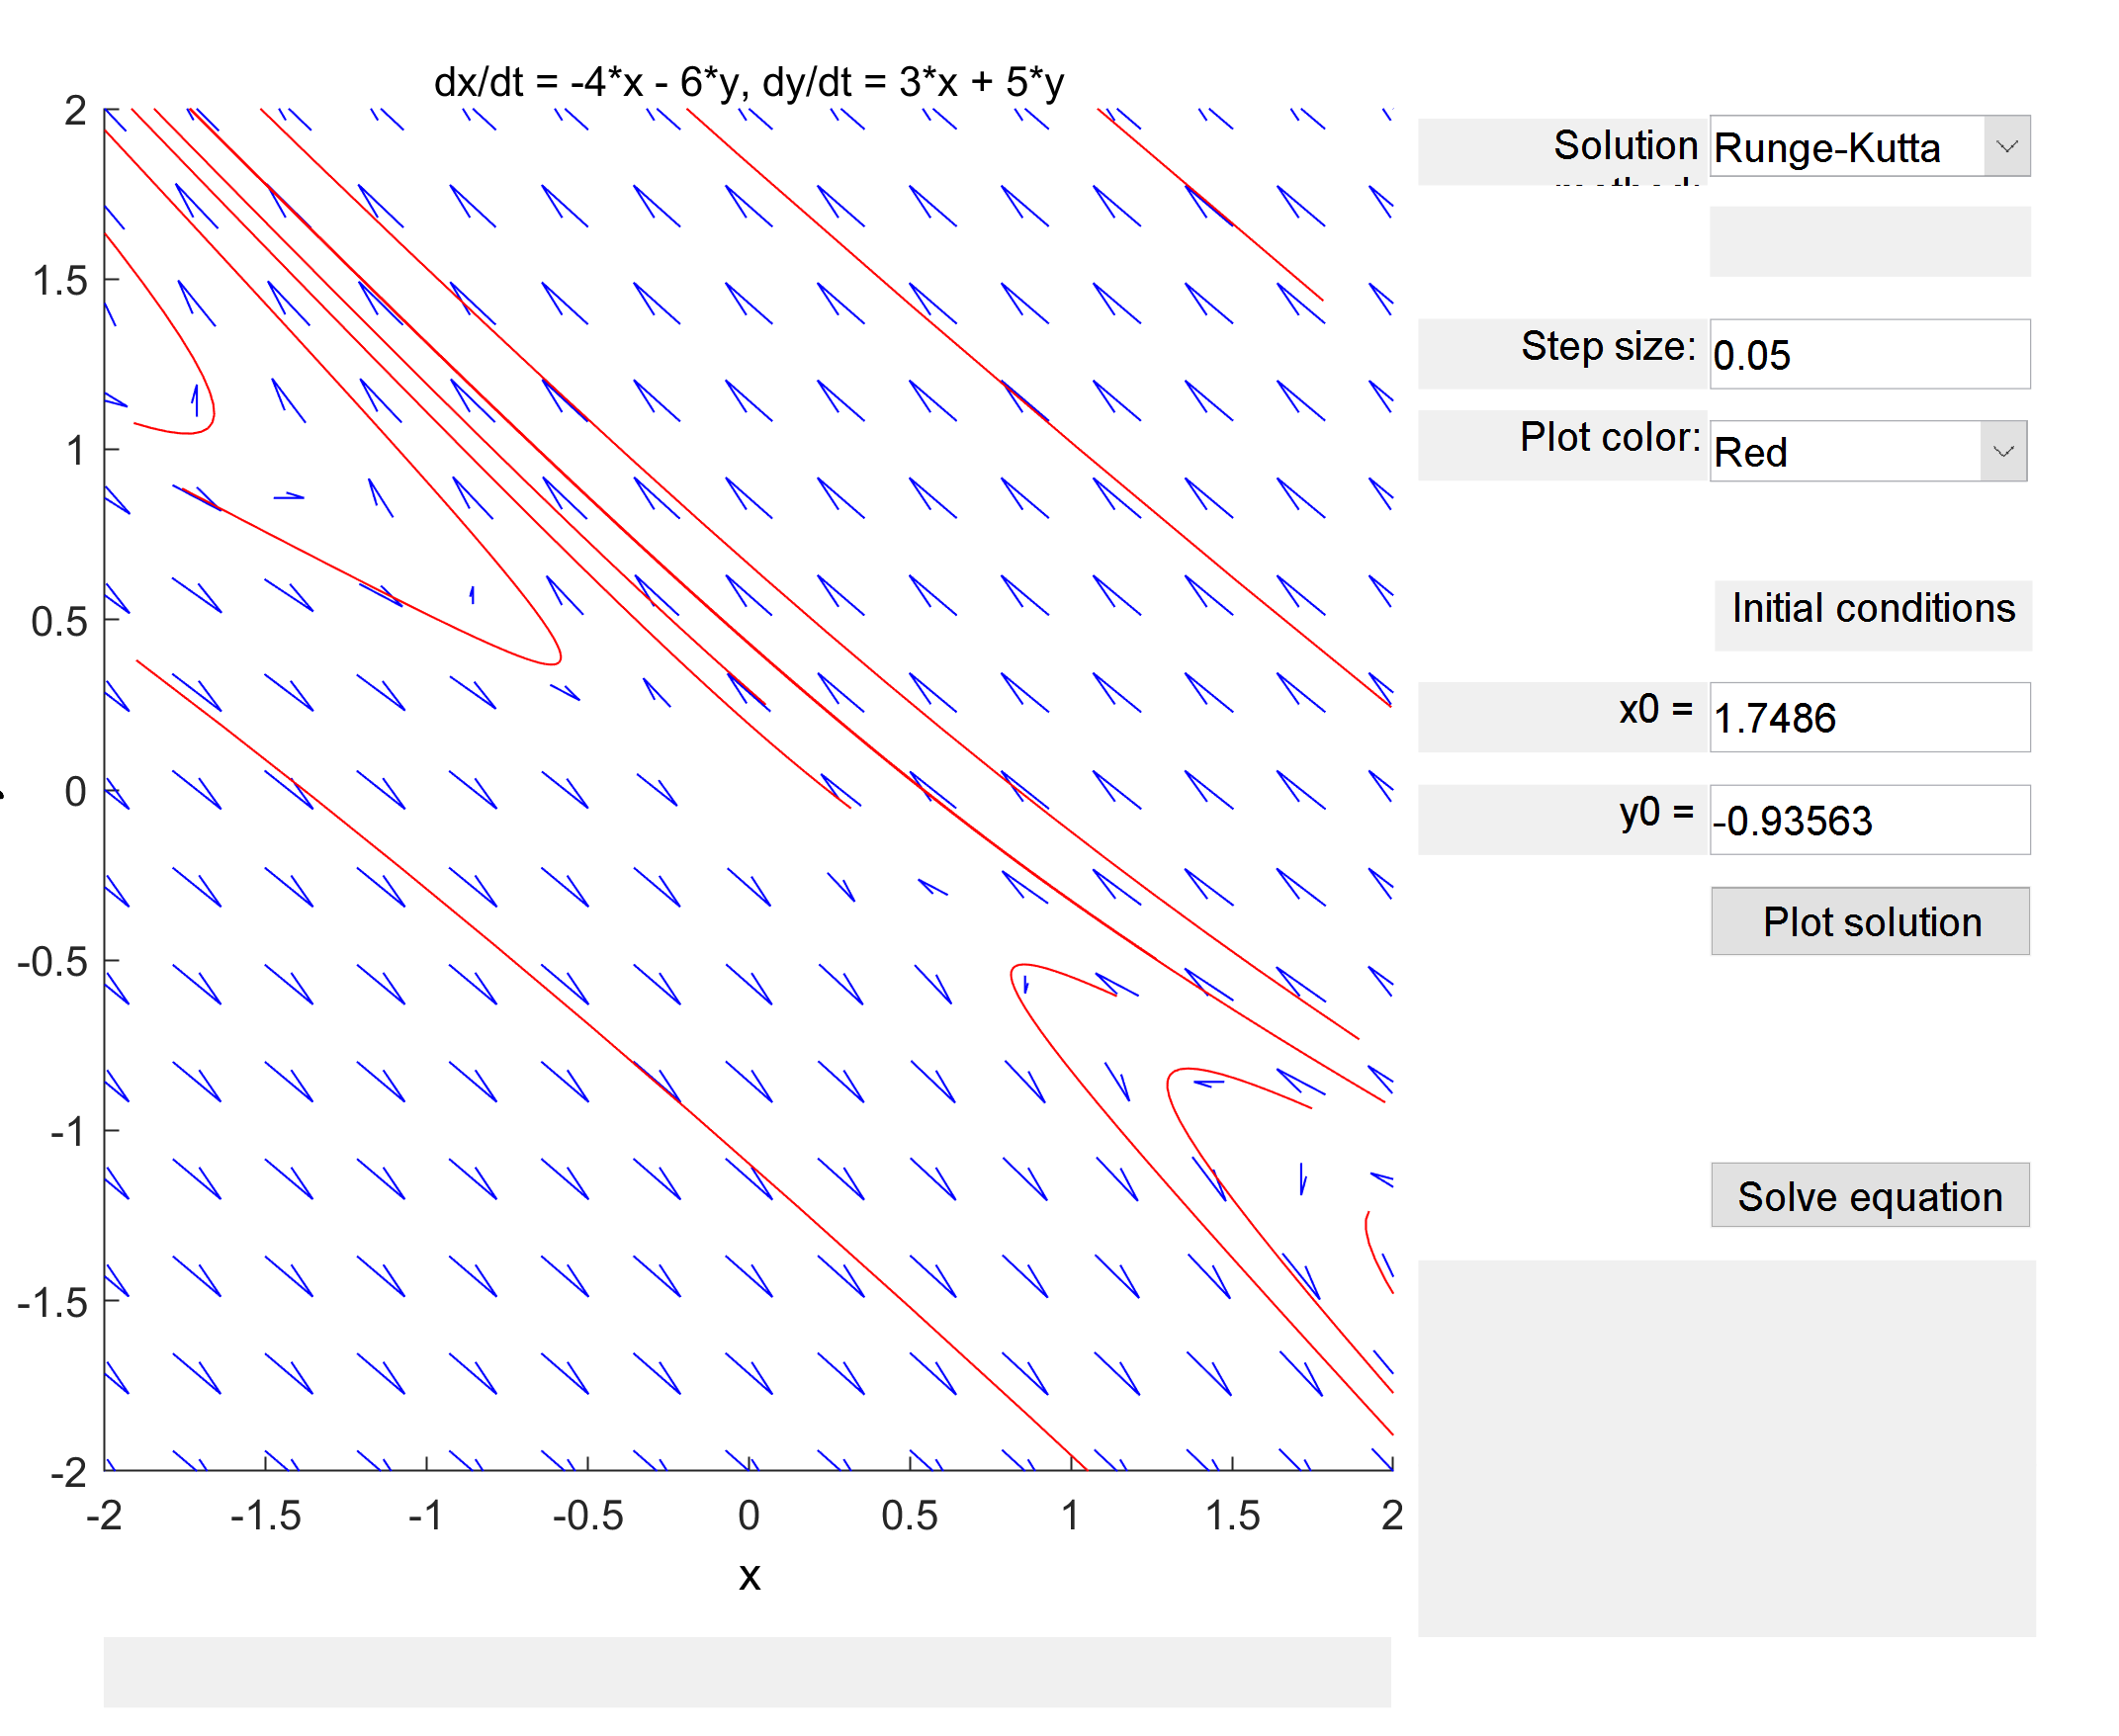 dx/dt = -4*x - 6*y, dy/dt = 3*x + 5*y
2
1.5
1
0.5
0
-0.5
-1
-1.5
-2
-2 -1.5 -1 -0.5 0 0.5 1 1.5 2
x
Solution
Runge-Kutta
Step size:
0.05
Plot color:
Red
Initial conditions
x0 =
1.7486
y0 =
-0.93563
Plot solution
Solve equation